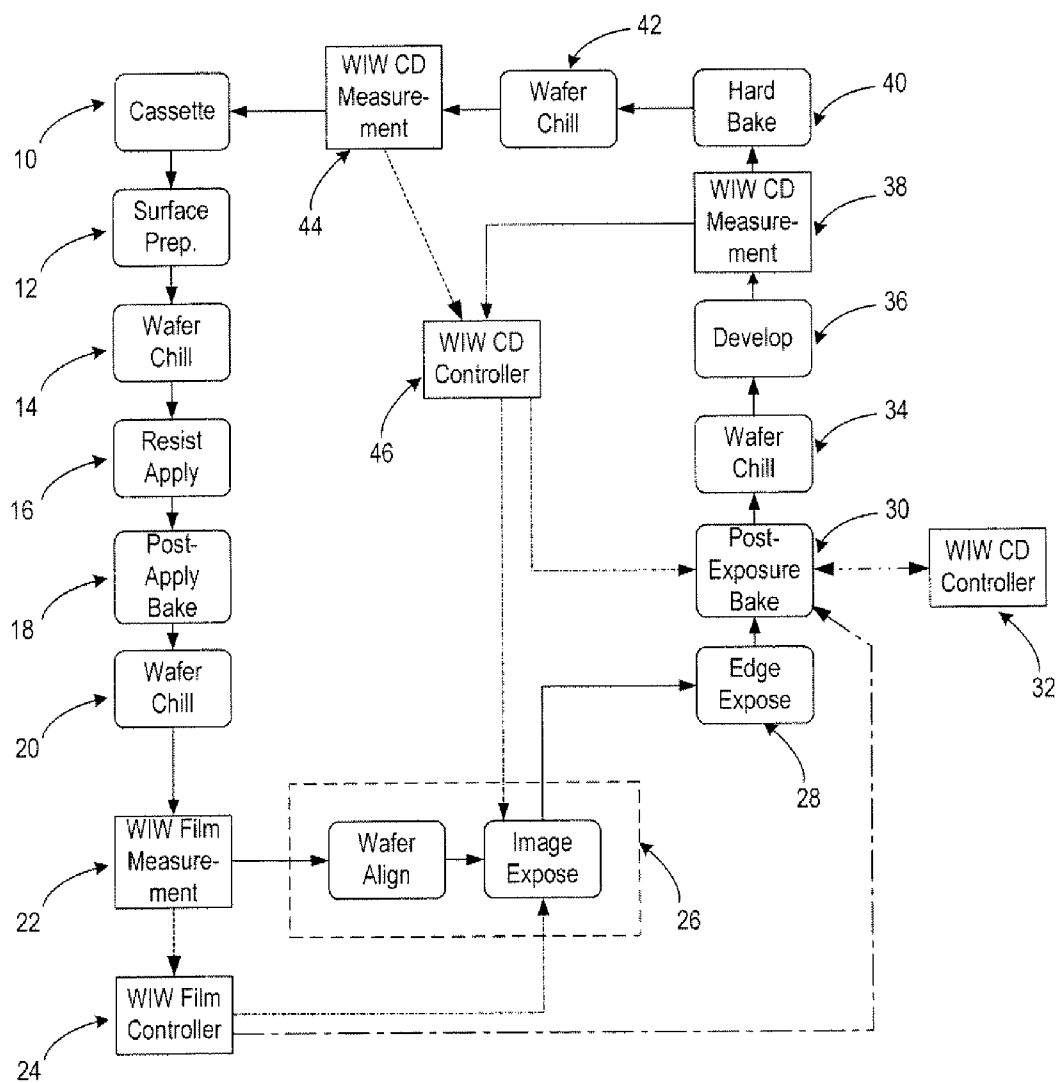 42
WIW CD
Measure-
ment
Wafer
Chill
Hard
Bake
40
Cassette
10
44
WIW CD
Measure-
ment
38
Surface
Prep.
12
Wafer
Chill
14
WIW CD
Controller
46
Develop
36
Resist
Apply
16
Wafer
Chill
34
Post-
Apply
Bake
18
Post-
Exposure
Bake
30
WIW CD
Controller
32
Wafer
Chill
20
Edge
Expose
28
WIW Film
Measure-
ment
22
Wafer
Align
Image
Expose
26
WIW Film
Controller
24